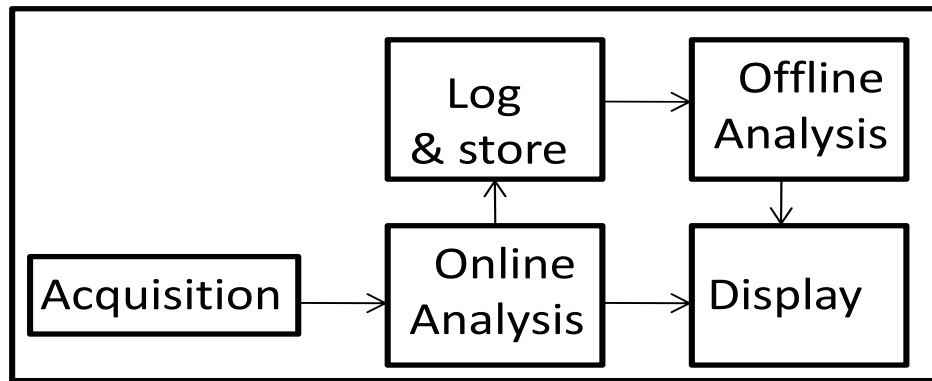 Log
& store
Offline
Analysis
Acquisition
Online
Analysis
Display